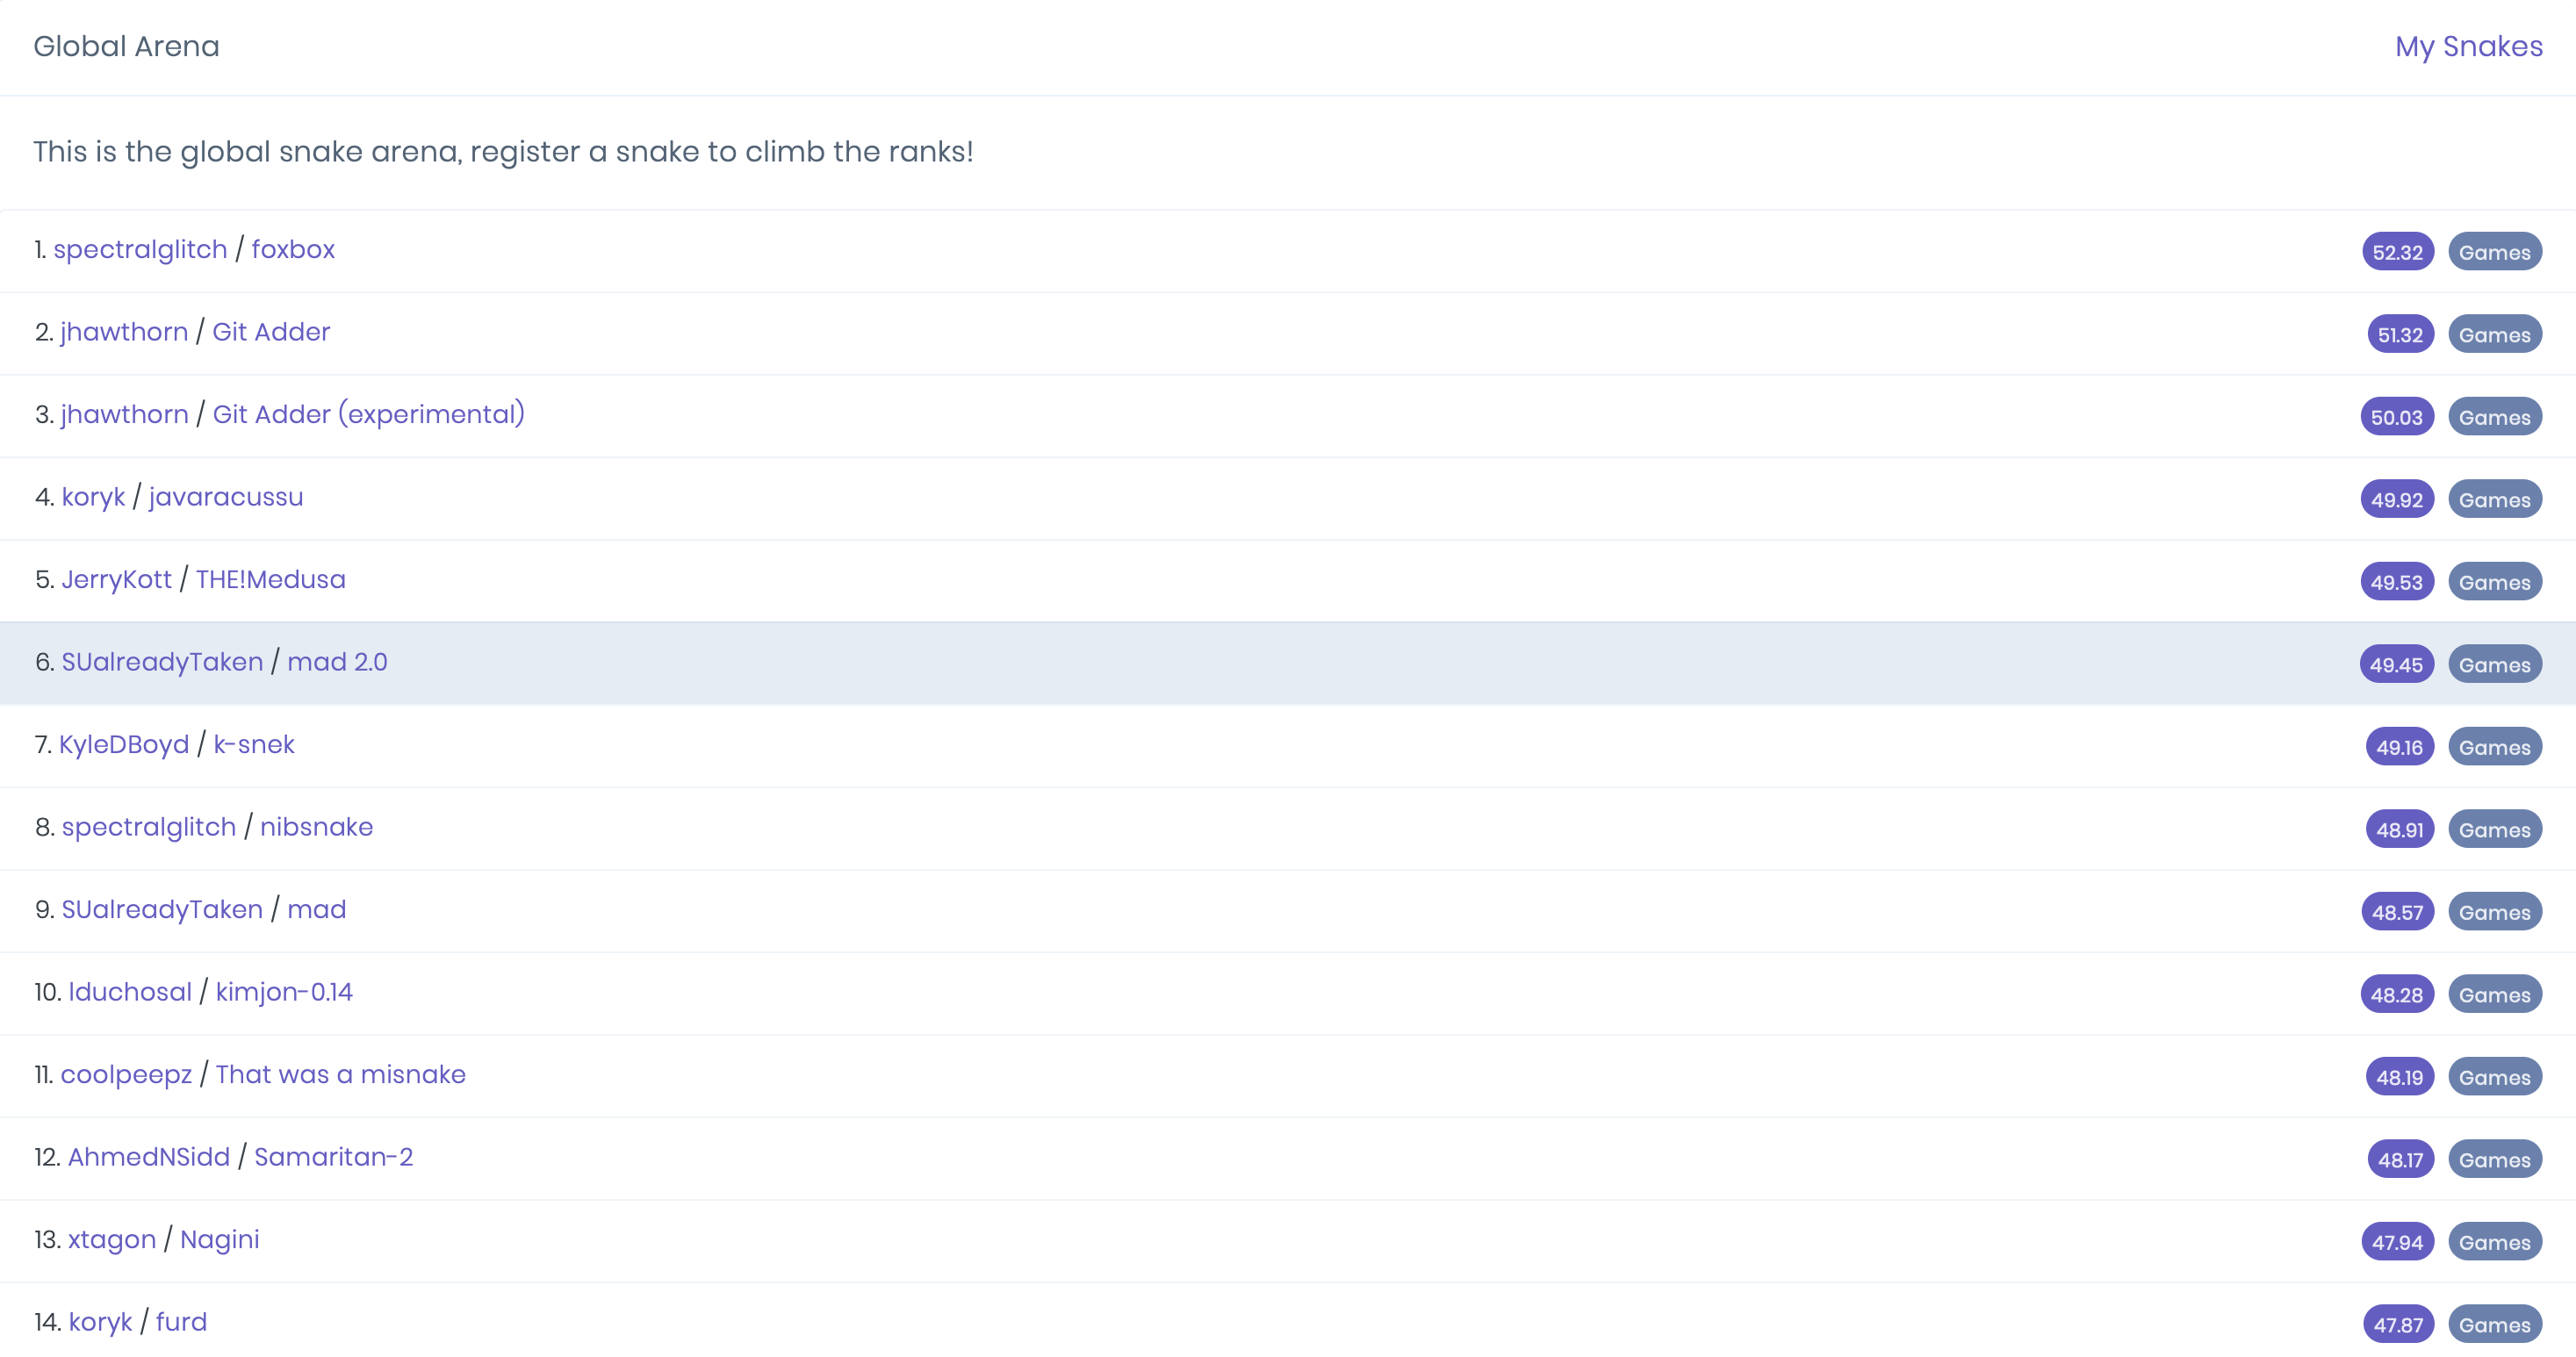 Global Arena My Snakes
This is the global snake arena, register a snake to climb the ranks!
1. spectralglitch / foxbox 52.32 Games
2. jhawthorn / Git Adder 51.32 Games
3. jhawthorn / Git Adder (experimental) 50.03 Games
4. koryk / javaracussu 49.92 Games
5. JerryKott / THE!Medusa 49.53 Games
6. SUalreadyTaken / mad 2.0 49.45 Games
7. KyleDBoyd / k-snek 49.16 Games
8. spectralglitch / nibsnake 48.91 Games
9. SUalreadyTaken / mad 48.57 Games
10. lduchosal / kimjon-0.14 48.28 Games
11. coolpeepz / That was a misnake 48.19 Games
12. AhmedNSidd / Samaritan-2 48.17 Games
13. xtagon / Nagini 47.94 Games
14. koryk / furd 47.87 Games